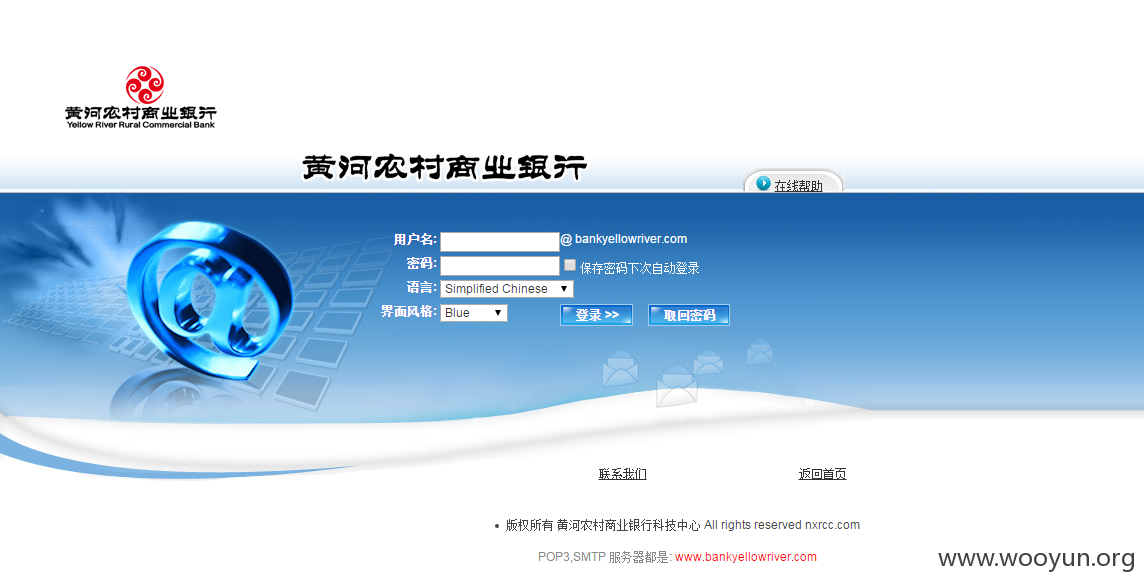 黄河农村商业银行
Yellow River Rural Commercial Bank
黄河农村商业银行
在线帮助
用户名: @ bankyellowriver.com
密码: 保存密码下次自动登录
语言: Simplified Chinese
界面风格: Blue 登录 >> 取回密码
联系我们 返回首页
• 版权所有 黄河农村商业银行科技中心 All rights reserved nxrcc.com
POP3,SMTP 服务器都是: www.bankyellowriver.com
www.wooyun.org